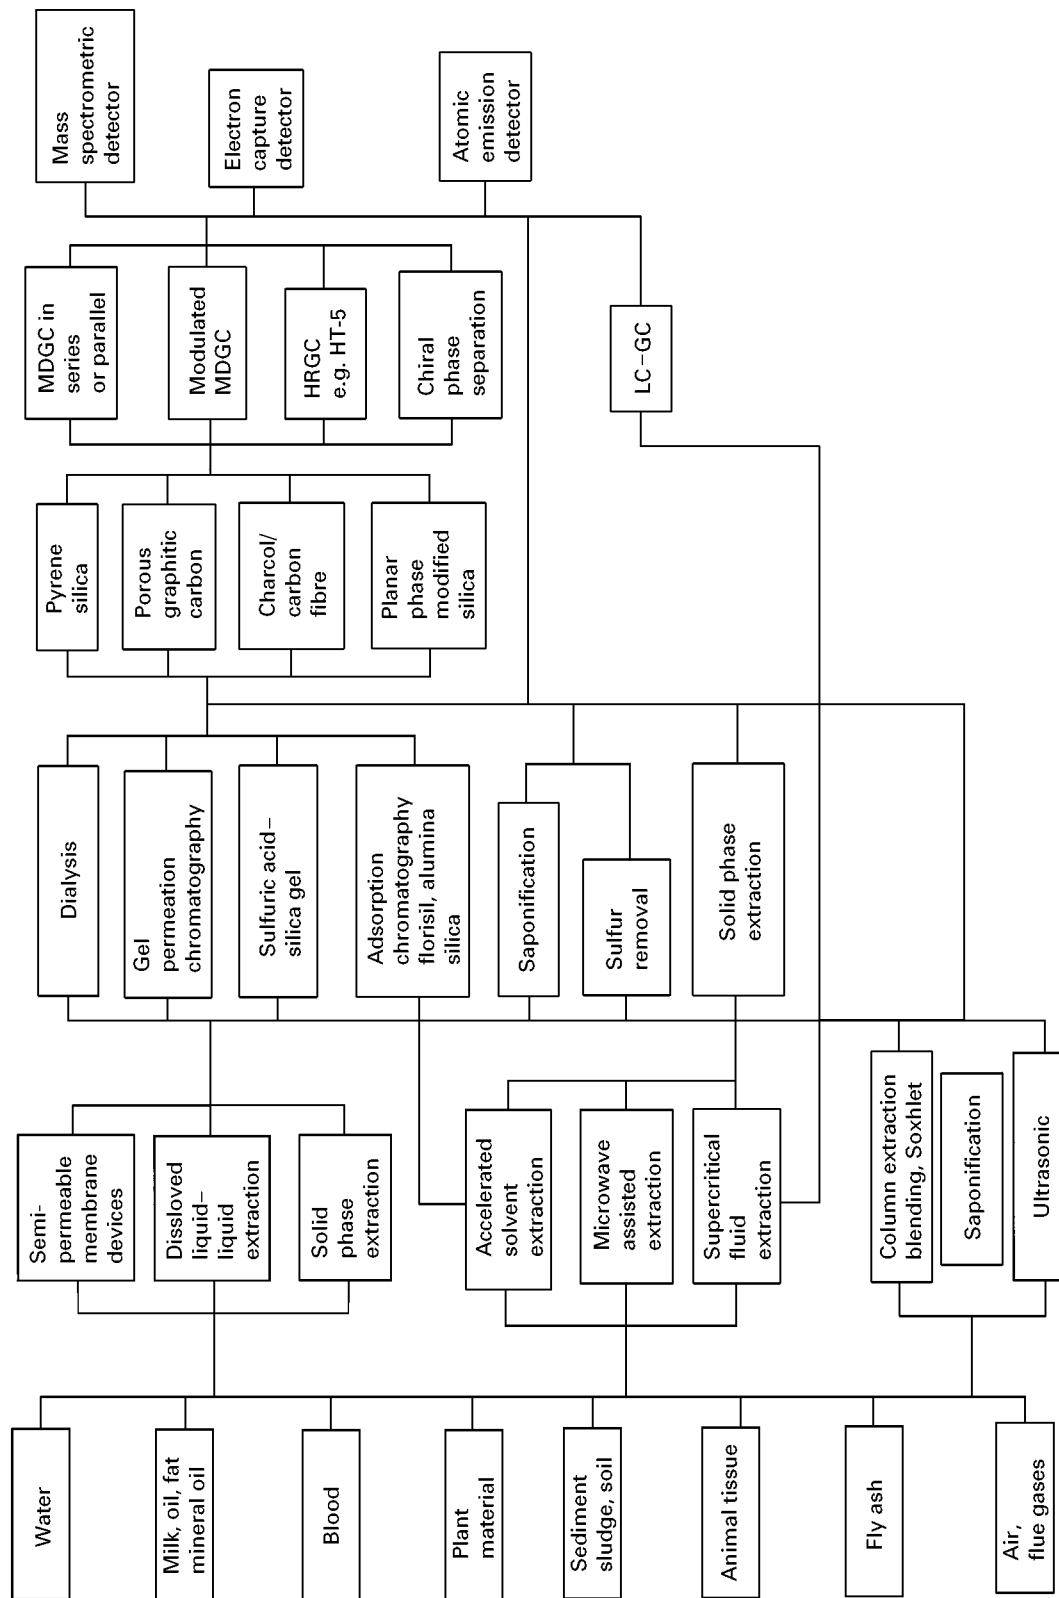 Water
Milk, oil, fat
mineral oil
Blood
Plant
material
Sediment
sludge, soil
Animal tissue
Fly ash
Air,
flue gases
Semi-
permeable
membrane
devices
Dissloved
liquid–
liquid
extraction
Solid
phase
extraction
Accelerated
solvent
extraction
Microwave
assisted
extraction
Supercritical
fluid
extraction
Column extraction
blending, Soxhlet
Saponification
Ultrasonic
Dialysis
Gel
permeation
chromatography
Sulfuric acid–
silica gel
Adsorption
chromatography
florisil, alumina
silica
Saponification
Sulfur
removal
Solid phase
extraction
Pyrene
silica
Porous
graphitic
carbon
Charcol/
carbon
fibre
Planar
phase
modified
silica
MDGC in
series
or parallel
Modulated
MDGC
HRGC
e.g. HT-5
Chiral
phase
separation
LC–GC
Mass
spectrometric
detector
Electron
capture
detector
Atomic
emission
detector